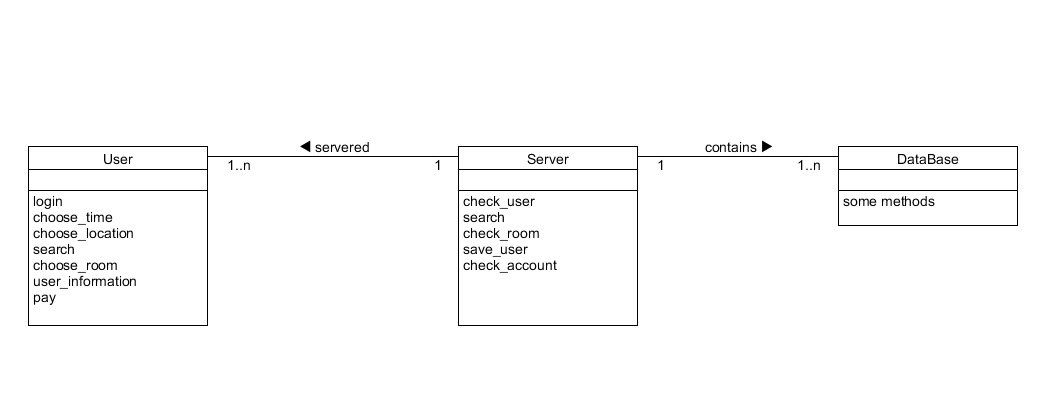 servered
contains
1..n
1
1
1..n
User
login
choose_time
choose_location
search
choose_room
user_information
pay
Server
check_user
search
check_room
save_user
check_account
DataBase
some methods